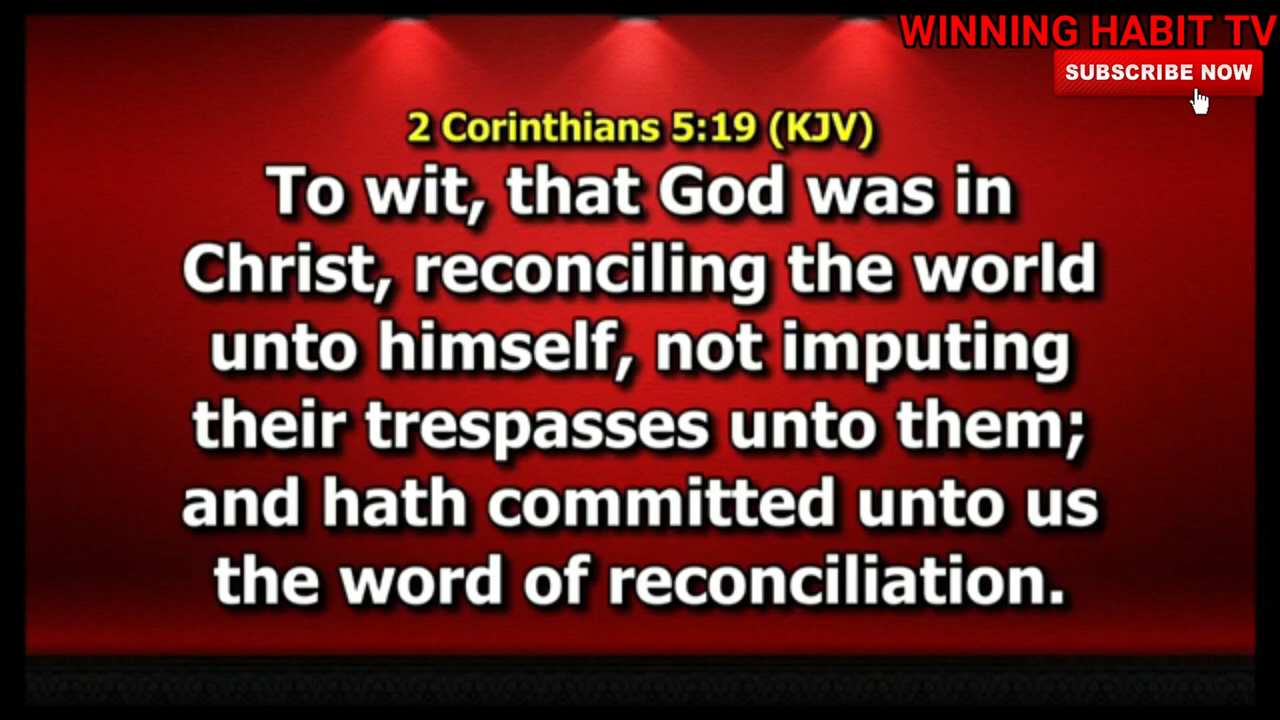 WINNING HABIT TV
SUBSCRIBE NOW
2 Corinthians 5:19 (KJV)
To wit, that God was in
Christ, reconciling the world
unto himself, not imputing
their trespasses unto them;
and hath committed unto us
the word of reconciliation.